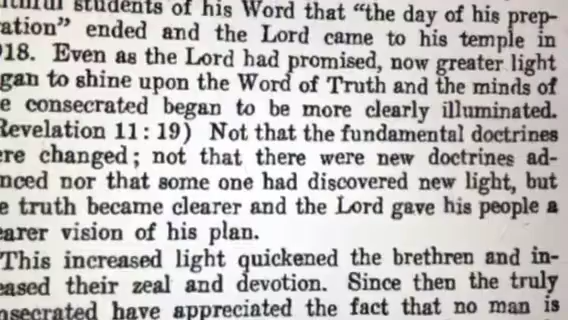 students of his Word that "the day of his prep-
ation" ended and the Lord came to his temple in
918. Even as the Lord had promised, now greater light
gan to shine upon the Word of Truth and the minds of
e consecrated began to be more clearly illuminated.
Revelation 11:19) Not that the fundamental doctrines
ere changed; not that there were new doctrines ad-
nced nor that some one had discovered new light, but
e truth became clearer and the Lord gave his people a
earer vision of his plan.
This increased light quickened the brethren and in-
eased their zeal and devotion. Since then the truly
nsecrated have appreciated the fact that no man is